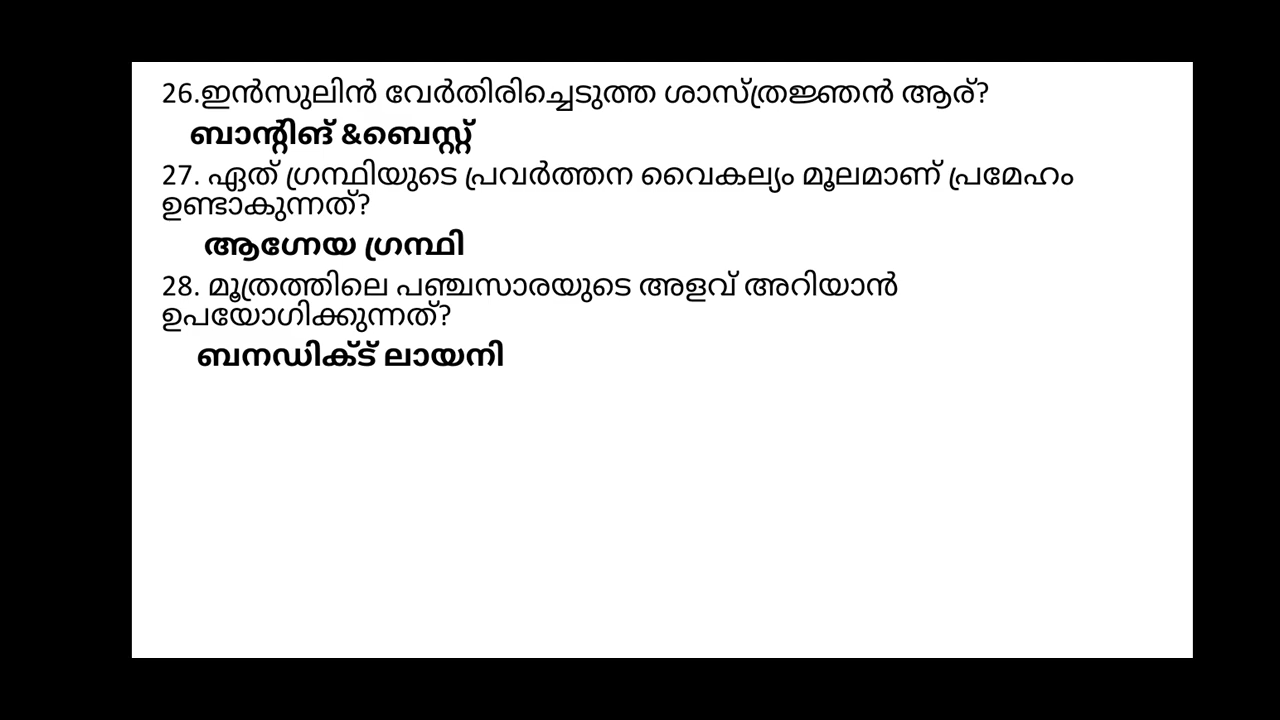 26.ഇൻസുലിൻ വേർതിരിച്ചെടുത്ത ശാസ്ത്രജ്ഞൻ ആര്?
ബാന്റിങ് &ബെസ്റ്റ്
27. ഏത് ഗ്രന്ഥിയുടെ പ്രവർത്തന വൈകല്യം മൂലമാണ് പ്രമേഹം
ഉണ്ടാകുന്നത്?
ആഗ്നേയ ഗ്രന്ഥി
28. മൂത്രത്തിലെ പഞ്ചസാരയുടെ അളവ് അറിയാൻ
ഉപയോഗിക്കുന്നത്?
ബനഡിക്ട് ലായനി